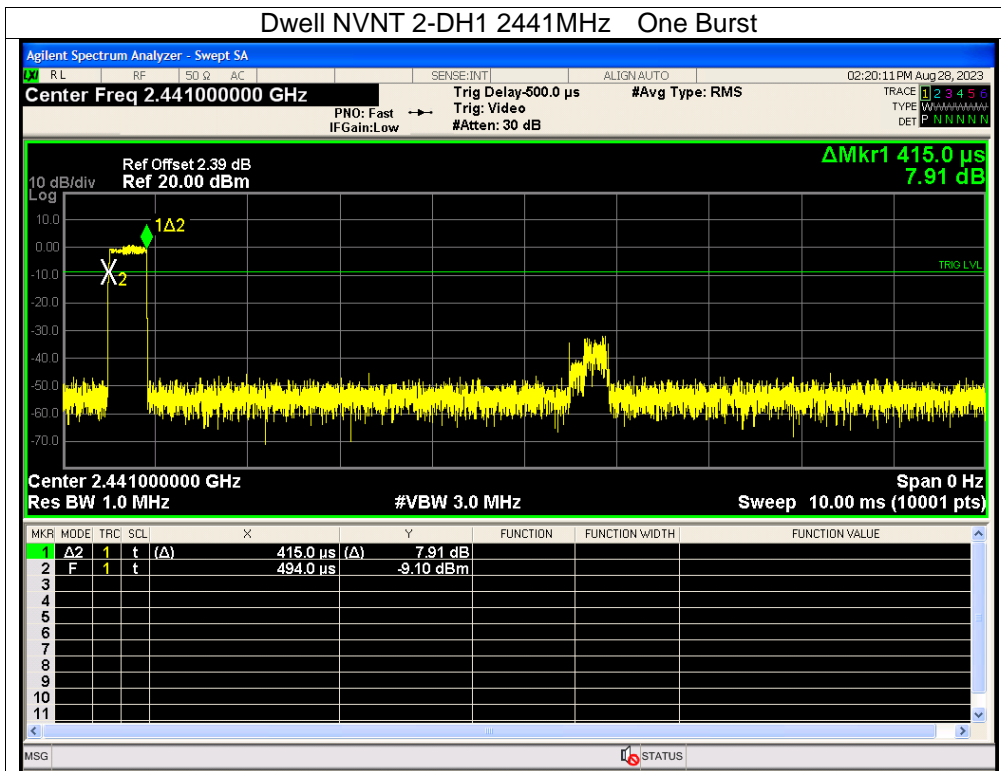 Dwell NVNT 2-DH1 2441MHz One Burst
Agilent Spectrum Analyzer - Swept SA
LXI RL RF 50 Ω AC SENSE:INT ALIGN AUTO 02:20:11 PM Aug 28, 2023
Center Freq 2.441000000 GHz Trig Delay-500.0 µs #Avg Type: RMS TRACE 1 2 3 4 5 6
PNO: Fast Trig: Video TYPE WWWWWW
IFGain:Low #Atten: 30 dB DET P N N N N N
ΔMkr1 415.0 µs
7.91 dB
Ref Offset 2.39 dB
10 dB/div Ref 20.00 dBm
Log
10.0
1Δ2
0.00
TRIG LVL
-10.0
X2
-20.0
-30.0
-40.0
-50.0
-60.0
-70.0
Center 2.441000000 GHz Span 0 Hz
Res BW 1.0 MHz #VBW 3.0 MHz Sweep 10.00 ms (10001 pts)
MKR MODE TRC SCL X Y FUNCTION FUNCTION WIDTH FUNCTION VALUE
1 Δ2 1 t (Δ) 415.0 µs (Δ) 7.91 dB
2 F 1 t 494.0 µs -9.10 dBm
3
4
5
6
7
8
9
10
11
MSG STATUS